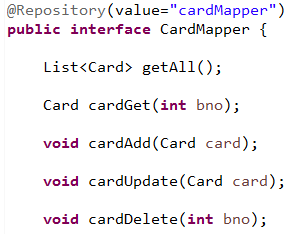 @Repository(value="cardMapper")
public interface CardMapper {
List<Card> getAll();
Card cardGet(int bno);
void cardAdd(Card card);
void cardUpdate(Card card);
void cardDelete(int bno);